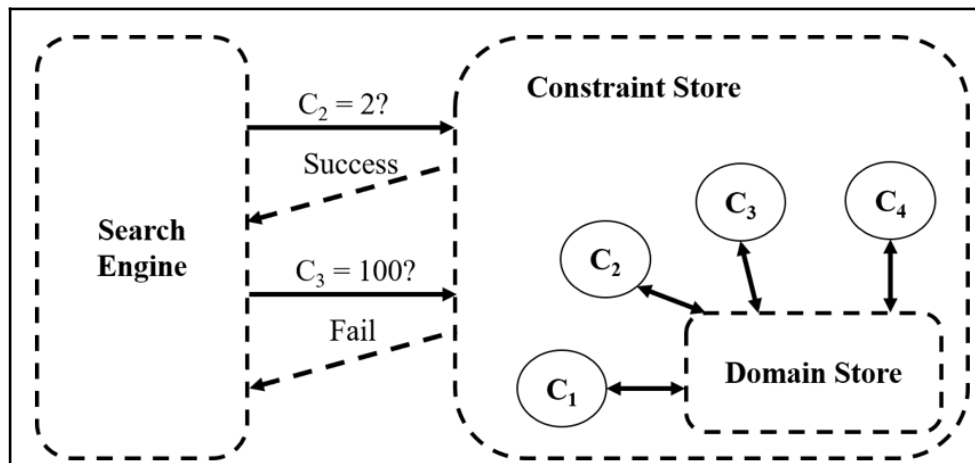 Search
Engine
C₂ = 2?
Success
C₃ = 100?
Fail
Constraint Store
C₁
C₂
C₃
C₄
Domain Store